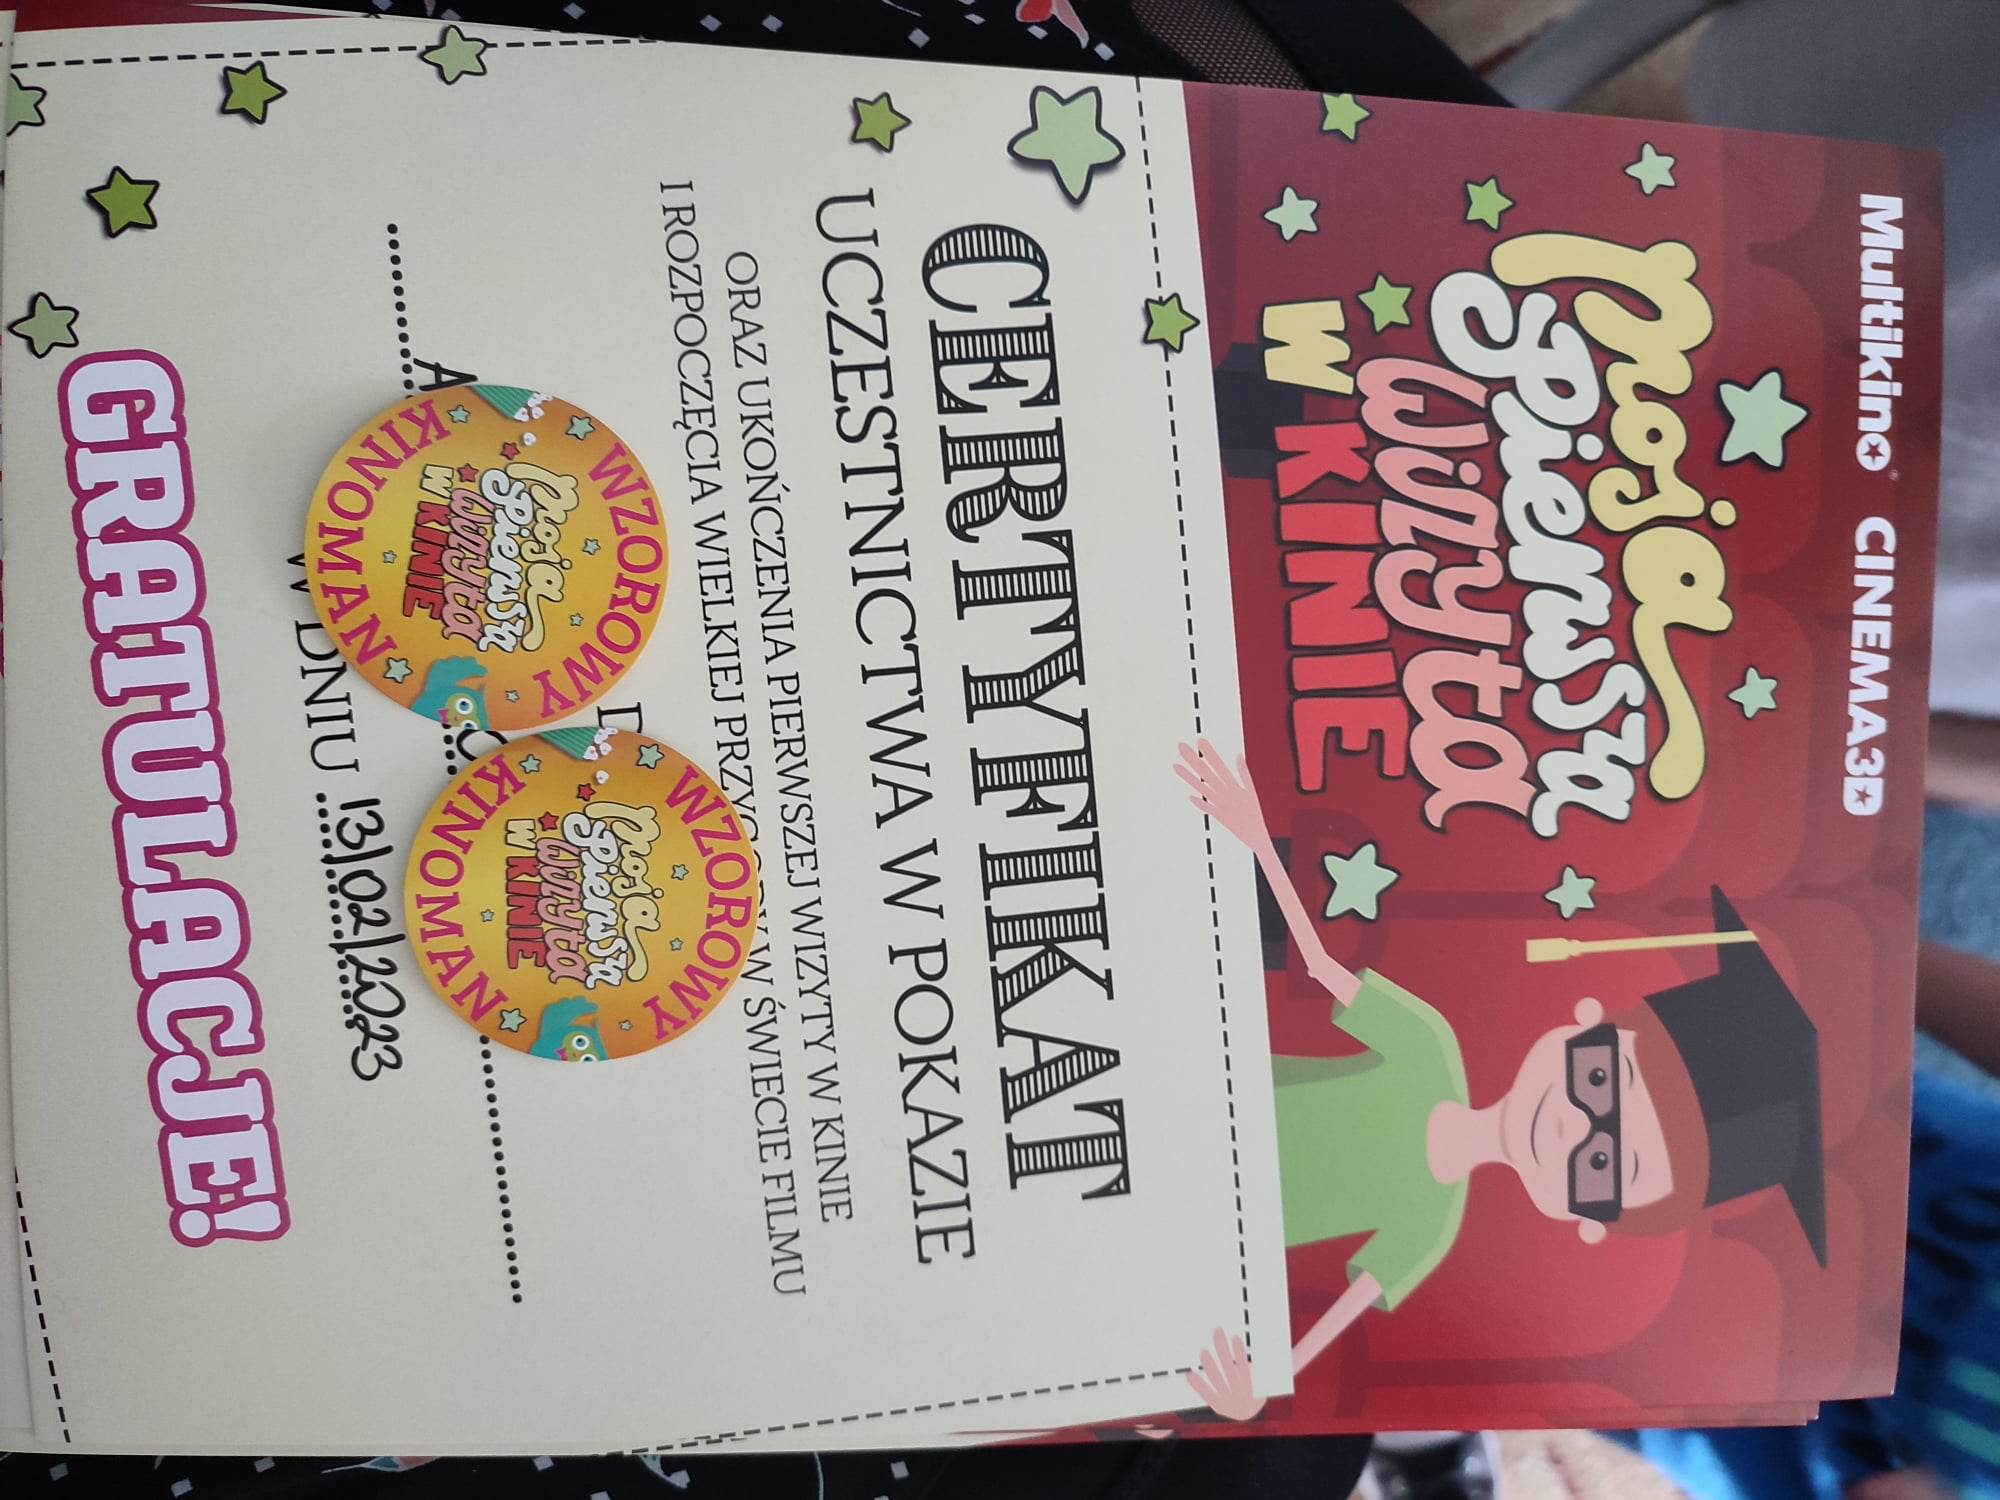 Multikino CINEMA3D
moja
pierwsza
wizyta
W KINIE
CERTYFIKAT
UCZESTNICTWA W POKAZIE
ORAZ UKOŃCZENIA PIERWSZEJ WIZYTY W KINIE
I ROZPOCZĘCIA WIELKIEJ W ŚWIECIE FILMU
WZOROWY
moja
pierwsza
wizyta
W KINIE
KINOMAN
WZOROWY
moja
pierwsza
wizyta
W KINIE
KINOMAN
W DNIU 13/02/2023
GRATULACJE!